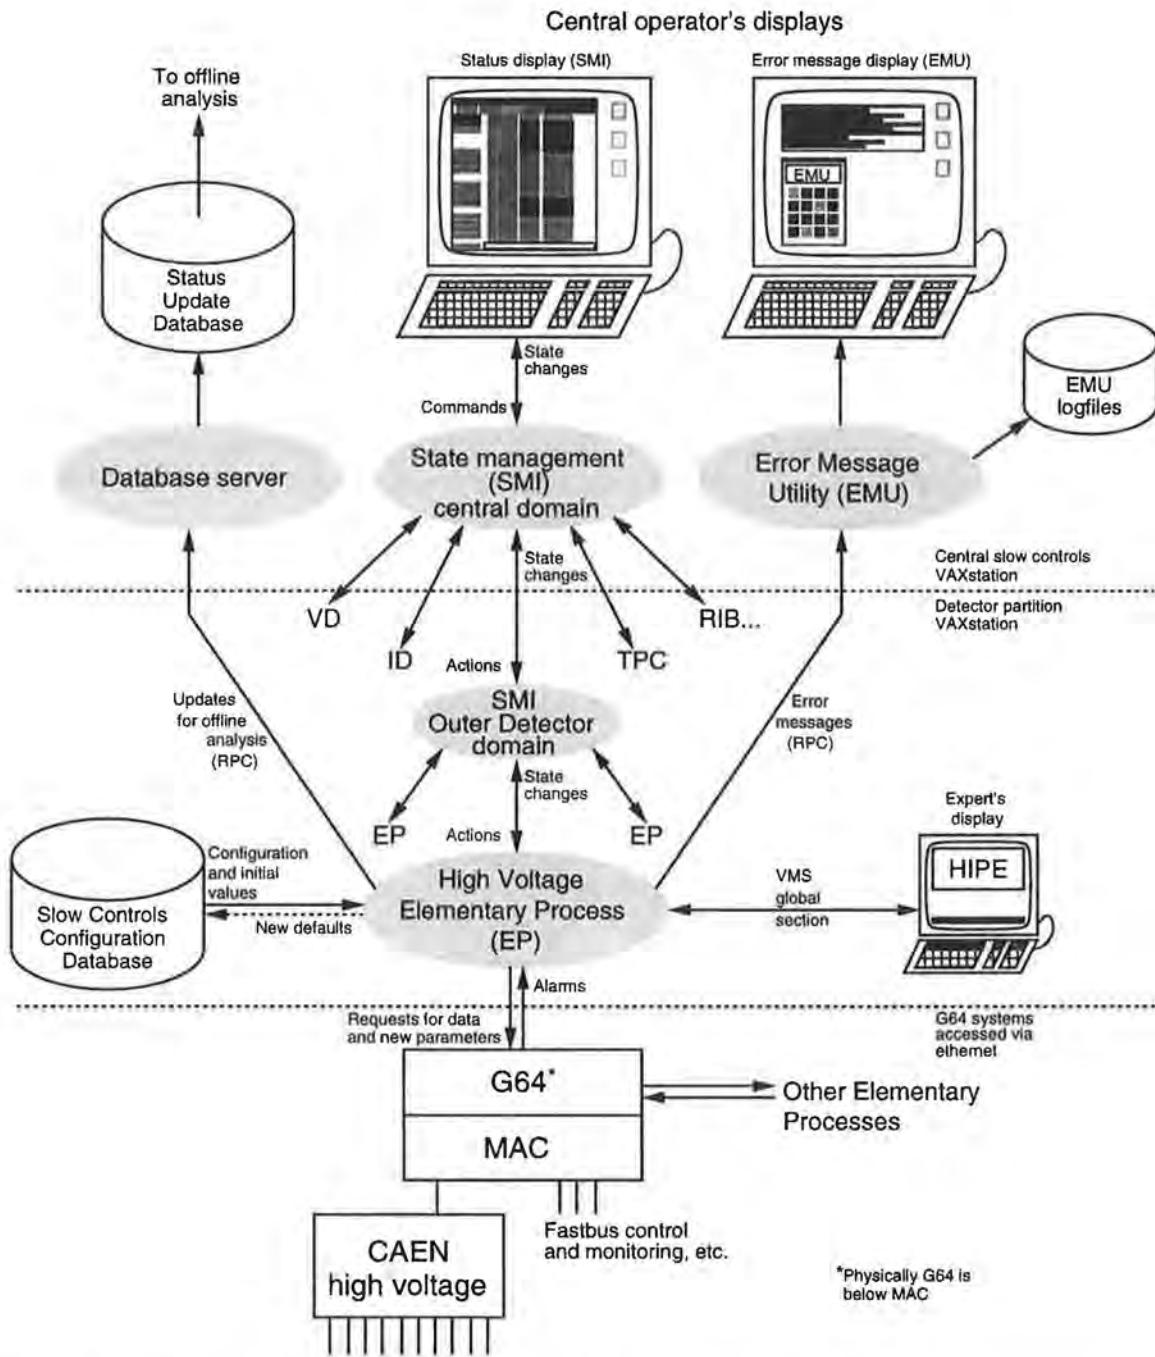 Central operator's displays
Status display (SMI)
Error message display (EMU)
To offline
analysis
EMU
Status
Update
Database
State
changes
EMU
logfiles
Commands
Database server
State management
(SMI)
central domain
Error Message
Utility (EMU)
State
changes
Central slow controls
VAXstation
Detector partition
VAXstation
VD
RIB...
ID
TPC
Actions
Updates
for offline
analysis
(RPC)
SMI
Outer Detector
domain
Error
messages
(RPC)
State
changes
EP
EP
Actions
Expert's
display
HIPE
Configuration
and initial
values
New defaults
Slow Controls
Configuration
Database
High Voltage
Elementary Process
(EP)
VMS
global
section
Alarms
Requests for data
and new parameters
G64 systems
accessed via
ethernet
G64*
MAC
Other Elementary
Processes
Fastbus control
and monitoring, etc.
CAEN
high voltage
*Physically G64 is
below MAC